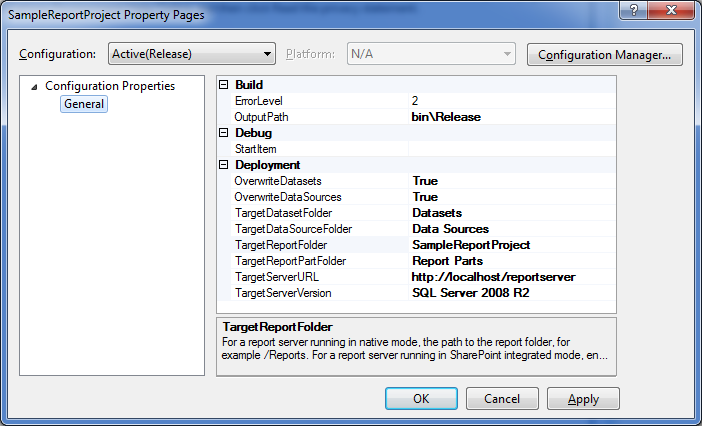 SampleReportProject Property Pages
Configuration: Active(Release) Platform: N/A Configuration Manager...
Configuration Properties
General
Build
ErrorLevel 2
OutputPath bin\Release
Debug
StartItem
Deployment
OverwriteDatasets True
OverwriteDataSources True
TargetDatasetFolder Datasets
TargetDataSourceFolder Data Sources
TargetReportFolder SampleReportProject
TargetReportPartFolder Report Parts
TargetServerURL http://localhost/reportserver
TargetServerVersion SQL Server 2008 R2
TargetReportFolder
For a report server running in native mode, the path to the report folder, for
example /Reports. For a report server running in SharePoint integrated mode, en...
OK Cancel Apply